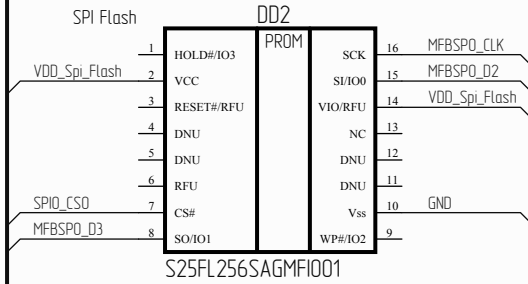 SPI Flash
DD2
PROM
1 HOLD#/IO3 SCK 16 MFBSP0_CLK
VDD_Spi_Flash 2 VCC SI/IO0 15 MFBSP0_D2
3 RESET#/RFU VIO/RFU 14 VDD_Spi_Flash
4 DNU NC 13
5 DNU DNU 12
6 RFU DNU 11
SPI0_CS0 7 CS# Vss 10 GND
MFBSP0_D3 8 SO/IO1 WP#/IO2 9
S25FL256SAGMFI001